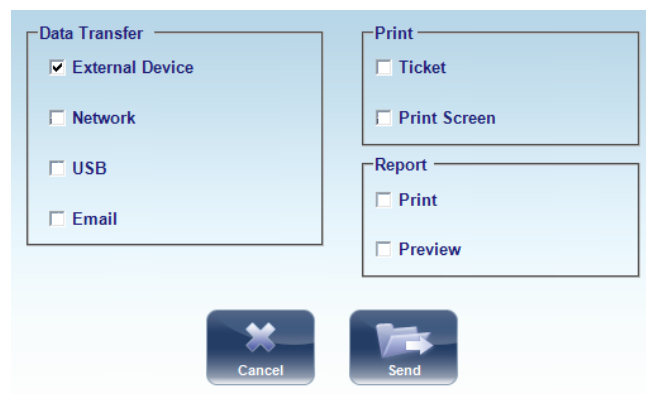 Data Transfer
External Device
Network
USB
Email
Print
Ticket
Print Screen
Report
Print
Preview
Cancel
Send